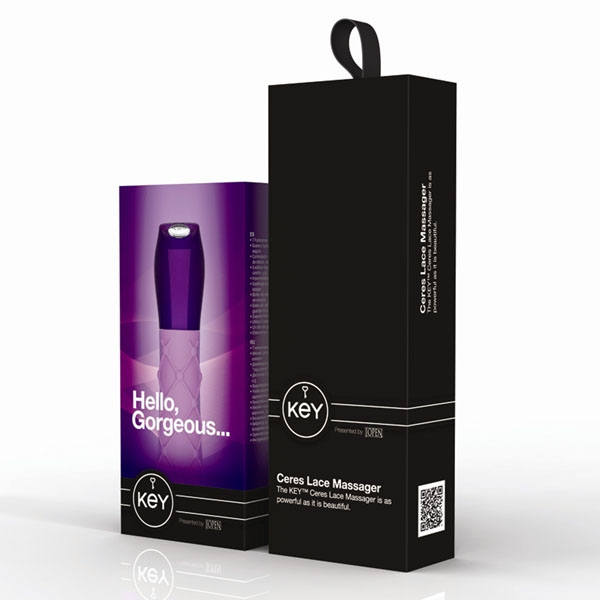 Hello,
Gorgeous...
KEY
Presented by JOPEN
KEY
Presented by JOPEN
Ceres Lace Massager
The KEY™ Ceres Lace Massager is as
powerful as it is beautiful.
Ceres Lace Massager
The KEY™ Ceres Lace Massager is as
powerful as it is beautiful.